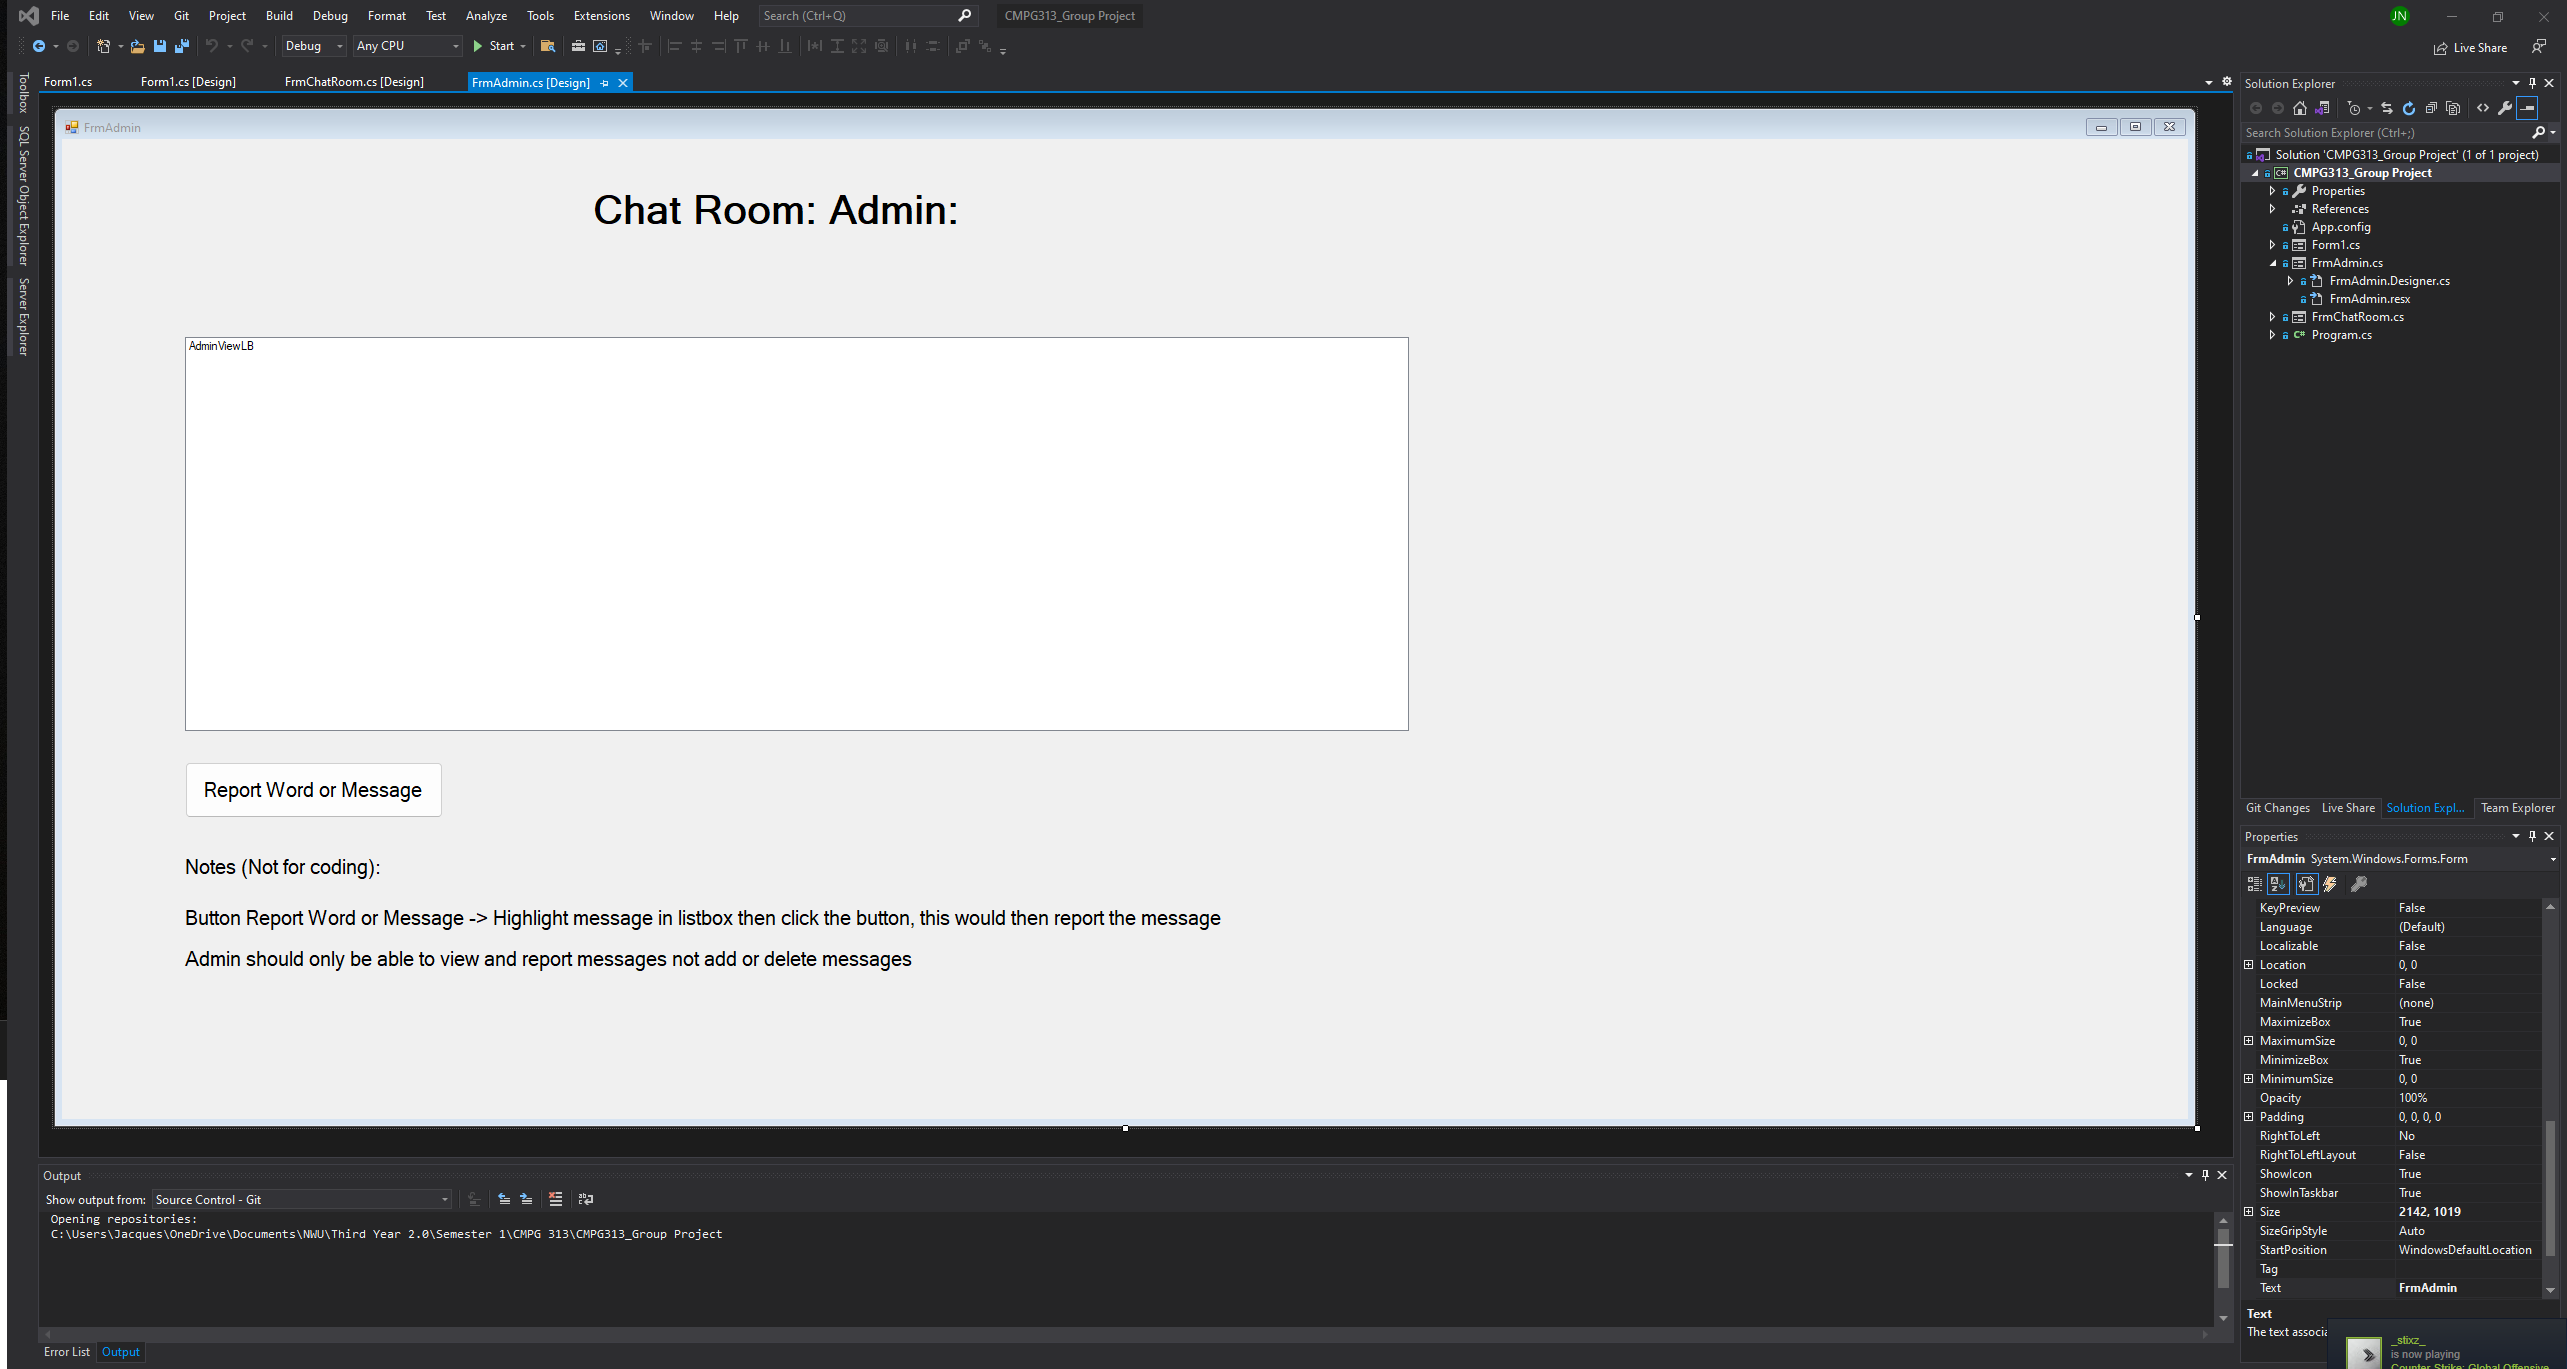 File Edit View Git Project Build Debug Format Test Analyze Tools Extensions Window Help Search (Ctrl+Q) CMPG313_Group Project JN
Debug Any CPU Start Live Share
Form1.cs Form1.cs [Design] FrmChatRoom.cs [Design] FrmAdmin.cs [Design]
Toolbox
SQL Server Object Explorer
Server Explorer
FrmAdmin
Chat Room: Admin:
AdminViewLB
Report Word or Message
Notes (Not for coding):
Button Report Word or Message -> Highlight message in listbox then click the button, this would then report the message
Admin should only be able to view and report messages not add or delete messages
Output
Show output from: Source Control - Git
Opening repositories:
C:\Users\Jacques\OneDrive\Documents\NWU\Third Year 2.0\Semester 1\CMPG 313\CMPG313_Group Project
Error List Output
Solution Explorer
Search Solution Explorer (Ctrl+;)
Solution 'CMPG313_Group Project' (1 of 1 project)
C# CMPG313_Group Project
Properties
References
App.config
Form1.cs
FrmAdmin.cs
FrmAdmin.Designer.cs
FrmAdmin.resx
FrmChatRoom.cs
C# Program.cs
Git Changes Live Share Solution Expl... Team Explorer
Properties
FrmAdmin System.Windows.Forms.Form
KeyPreview False
Language (Default)
Localizable False
Location 0, 0
Locked False
MainMenuStrip (none)
MaximizeBox True
MaximumSize 0, 0
MinimizeBox True
MinimumSize 0, 0
Opacity 100%
Padding 0, 0, 0, 0
RightToLeft No
RightToLeftLayout False
ShowIcon True
ShowInTaskbar True
Size 2142, 1019
SizeGripStyle Auto
StartPosition WindowsDefaultLocation
Tag
Text FrmAdmin
Text
The text associa
_stixz_
is now playing
Counter-Strike: Global Offensive